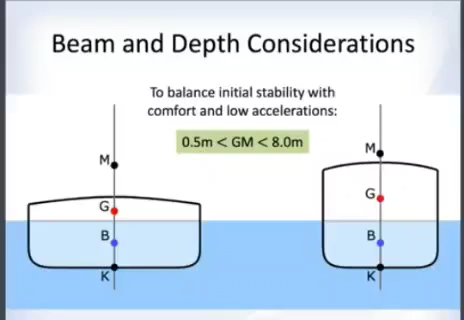 Beam and Depth Considerations
To balance initial stability with
comfort and low accelerations:
0.5m < GM < 8.0m
M
G
B
K
M
G
B
K